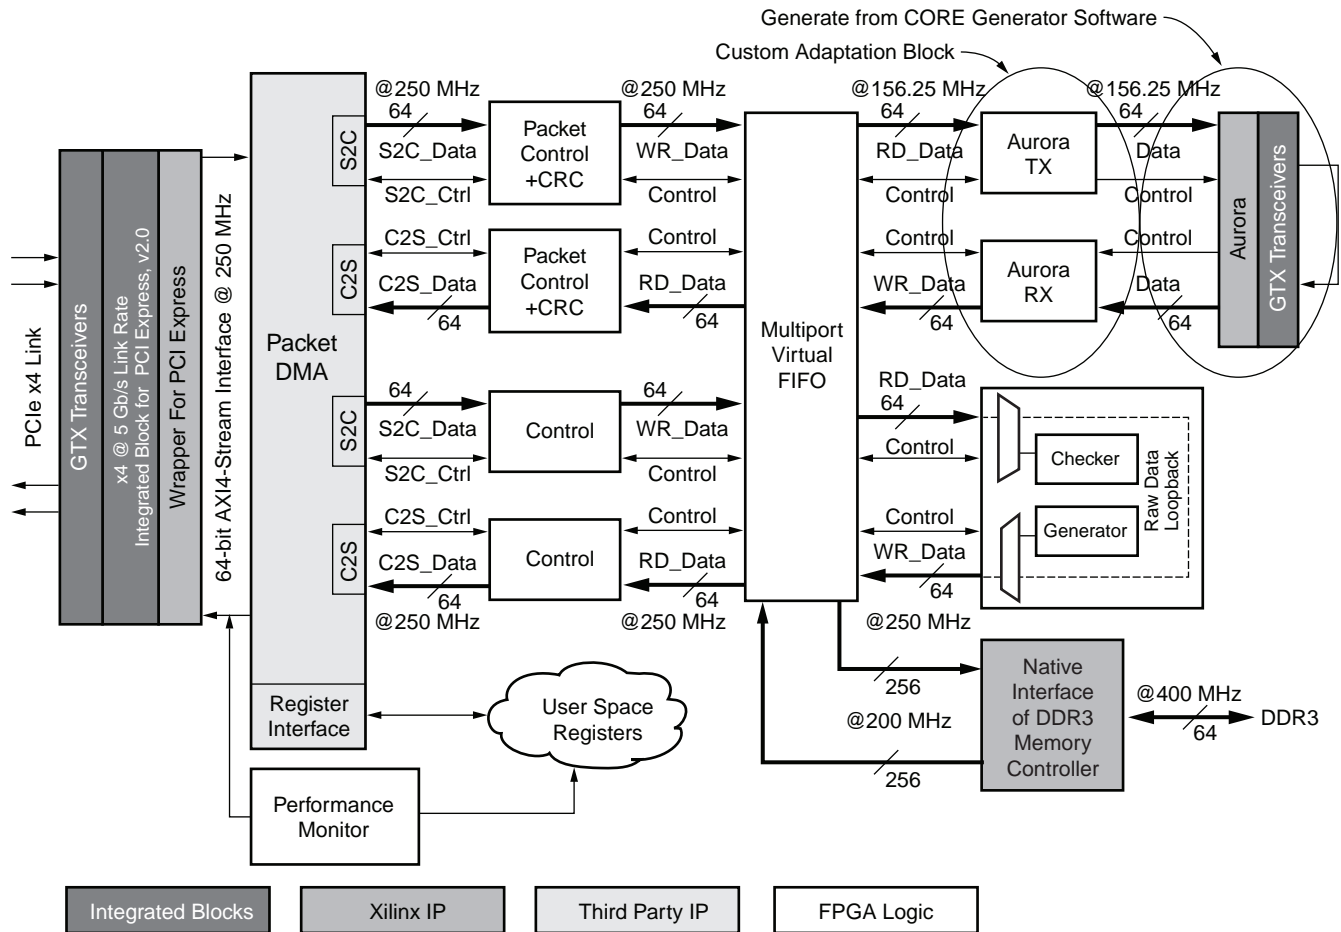 Generate from CORE Generator Software
Custom Adaptation Block
@250 MHz
64
S2C_Data
S2C_Ctrl
Packet
Control
+CRC
@250 MHz
64
WR_Data
Control
@156.25 MHz
64
RD_Data
Control
Aurora
TX
@156.25 MHz
64
Data
Control
S2C
C2S
C2S_Ctrl
C2S_Data
64
Packet
Control
+CRC
Control
RD_Data
64
Control
WR_Data
64
Aurora
RX
Control
Data
64
Aurora
GTX Transceivers
PCIe x4 Link
GTX Transceivers
x4 @ 5 Gb/s Link Rate
Integrated Block for PCI Express, v2.0
Wrapper For PCI Express
64-bit AXI4-Stream Interface @ 250 MHz
Packet
DMA
Multiport
Virtual
FIFO
S2C
64
S2C_Data
S2C_Ctrl
Control
64
WR_Data
Control
RD_Data
64
Control
Checker
Generator
Raw Data
Loopback
C2S
C2S_Ctrl
C2S_Data
64
@250 MHz
Control
Control
RD_Data
64
@250 MHz
Control
WR_Data
64
@250 MHz
Register
Interface
User Space
Registers
256
@200 MHz
256
Native
Interface
of DDR3
Memory
Controller
@400 MHz
64
DDR3
Performance
Monitor
Integrated Blocks
Xilinx IP
Third Party IP
FPGA Logic